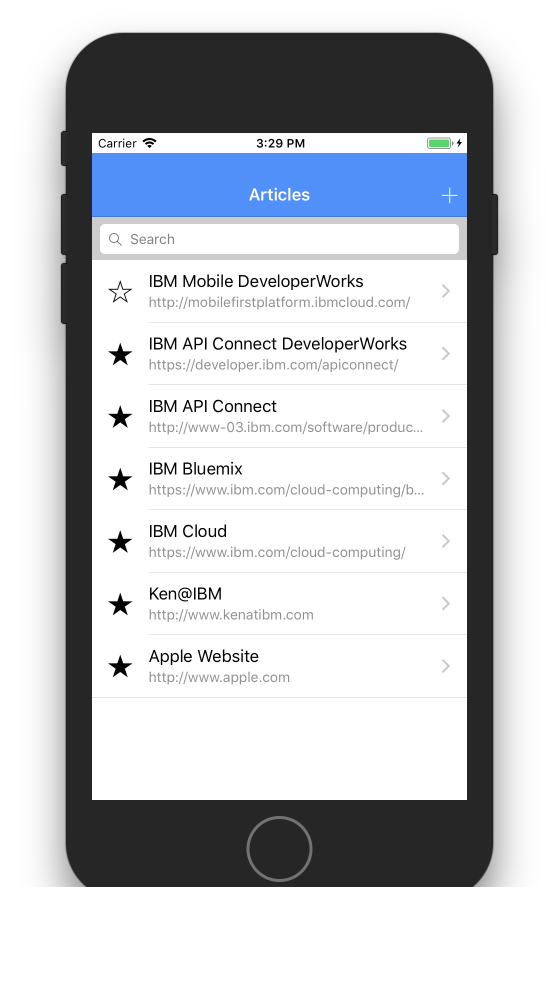 Carrier 3:29 PM
Articles
Search
IBM Mobile DeveloperWorks
http://mobilefirstplatform.ibmcloud.com/
IBM API Connect DeveloperWorks
https://developer.ibm.com/apiconnect/
IBM API Connect
http://www-03.ibm.com/software/produc...
IBM Bluemix
https://www.ibm.com/cloud-computing/b...
IBM Cloud
https://www.ibm.com/cloud-computing/
Ken@IBM
http://www.kenatibm.com
Apple Website
http://www.apple.com